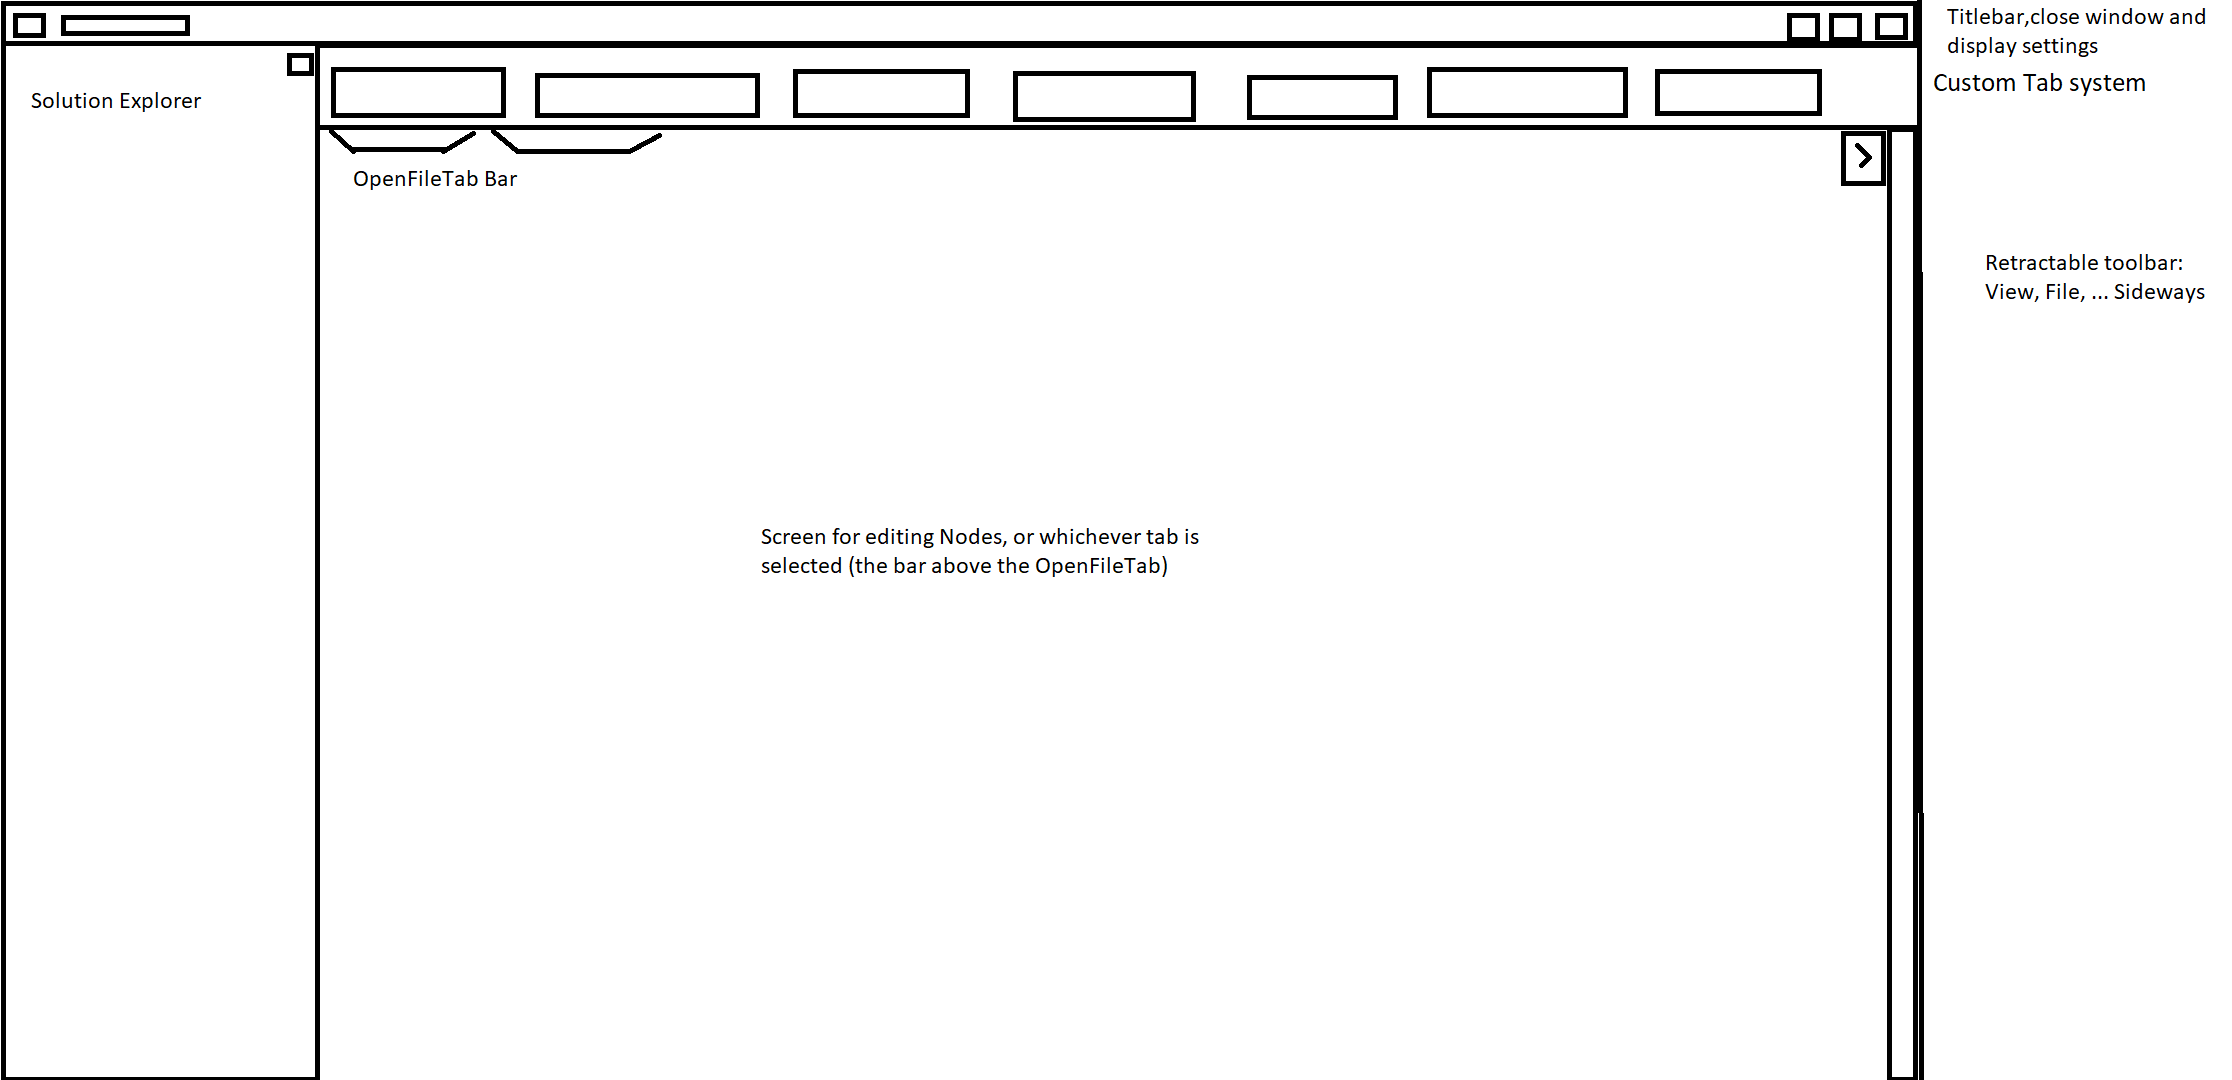 Titlebar,close window and
display settings
Custom Tab system
Solution Explorer
OpenFileTab Bar
Retractable toolbar:
View, File, ... Sideways
Screen for editing Nodes, or whichever tab is
selected (the bar above the OpenFileTab)